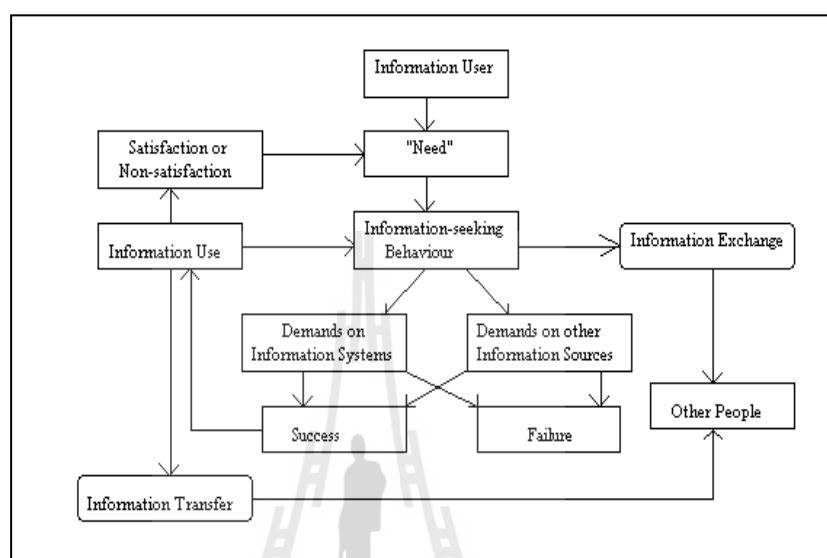 Information User
Satisfaction or
Non-satisfaction
"Need"
Information Use
Information-seeking
Behaviour
Information Exchange
Demands on
Information Systems
Demands on other
Information Sources
Success
Failure
Other People
Information Transfer